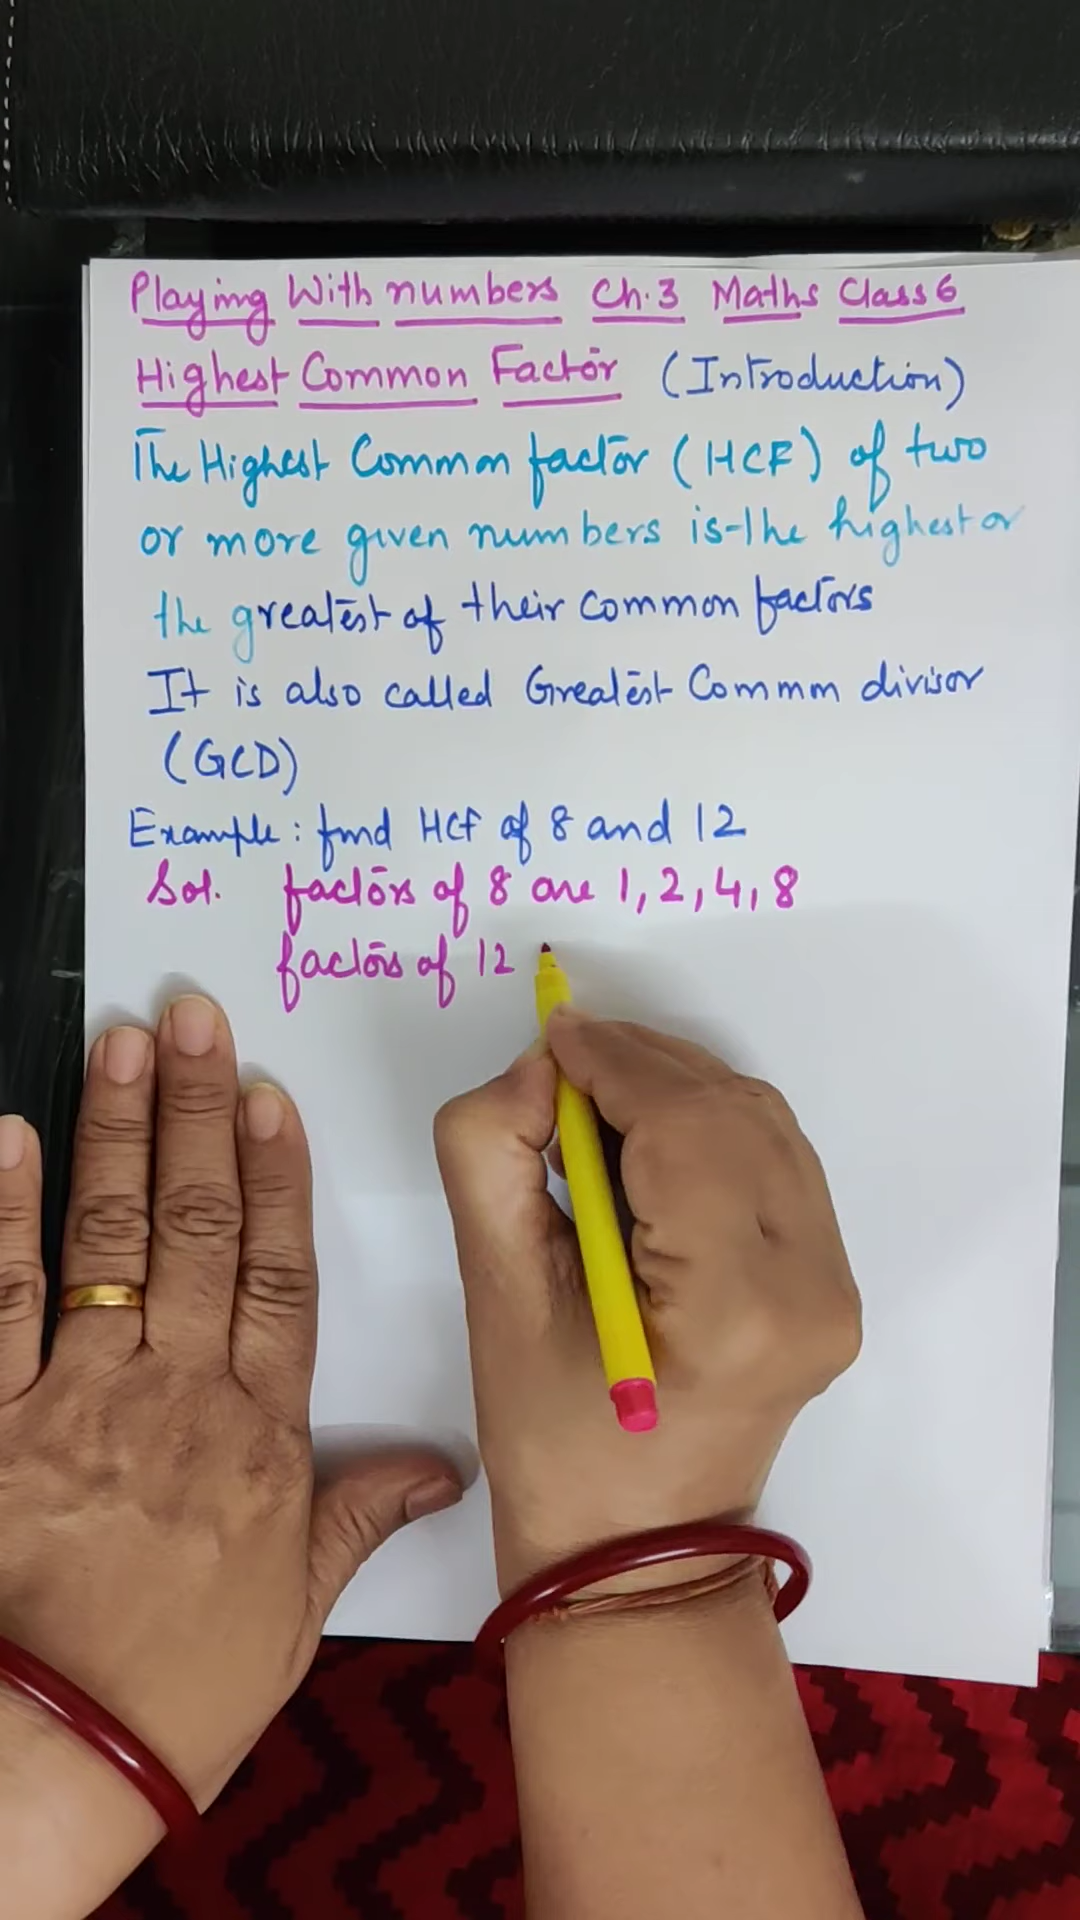 Playing With numbers Ch.3 Maths Class 6
Highest Common Factor (Introduction)
The Highest Common factor (HCF) of two
or more given numbers is the highest or
the greatest of their common factors
It is also called Greatest Common divisor
(GCD)
Example: find HCF of 8 and 12
Sol. factors of 8 are 1, 2, 4, 8
factors of 12